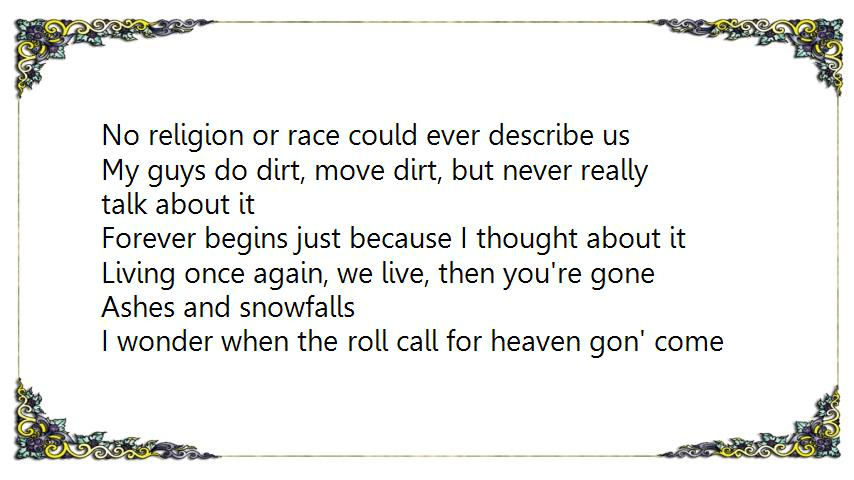 No religion or race could ever describe us
My guys do dirt, move dirt, but never really
talk about it
Forever begins just because I thought about it
Living once again, we live, then you're gone
Ashes and snowfalls
I wonder when the roll call for heaven gon' come